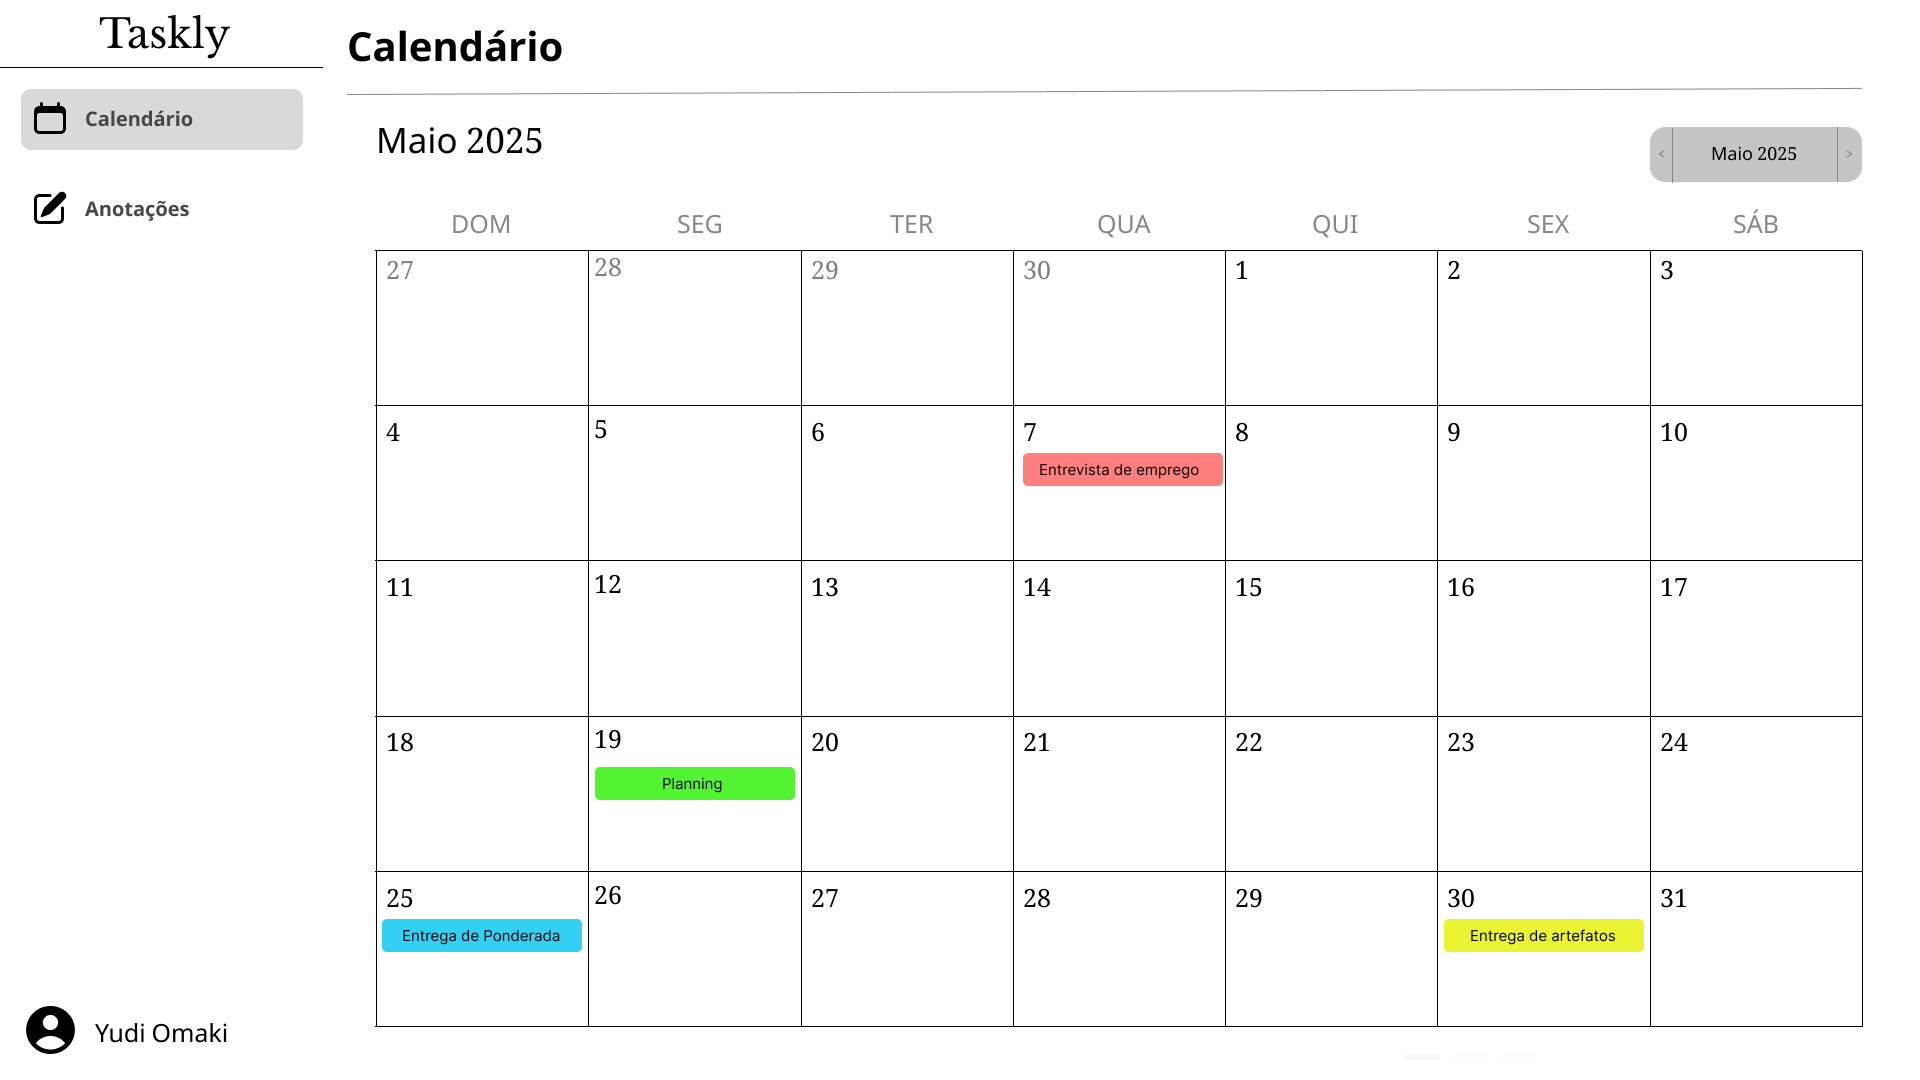 Taskly
Calendário
Anotações
Yudi Omaki
Calendário
Maio 2025
< Maio 2025 >
DOM SEG TER QUA QUI SEX SÁB
27 28 29 30 1 2 3
4 5 6 7 8 9 10
Entrevista de emprego
11 12 13 14 15 16 17
18 19 20 21 22 23 24
Planning
25 26 27 28 29 30 31
Entrega de Ponderada Entrega de artefatos